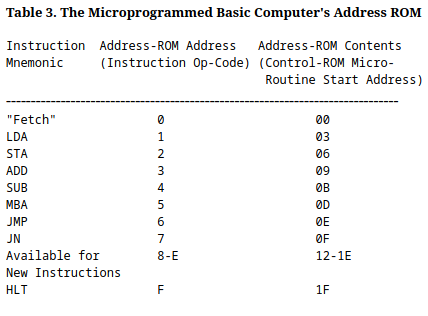 Table 3. The Microprogrammed Basic Computer's Address ROM
Instruction Address-ROM Address Address-ROM Contents
Mnemonic (Instruction Op-Code) (Control-ROM Micro-
Routine Start Address)
--------------------------------------------------------------------------------
"Fetch" 0 00
LDA 1 03
STA 2 06
ADD 3 09
SUB 4 0B
MBA 5 0D
JMP 6 0E
JN 7 0F
Available for 8-E 12-1E
New Instructions
HLT F 1F